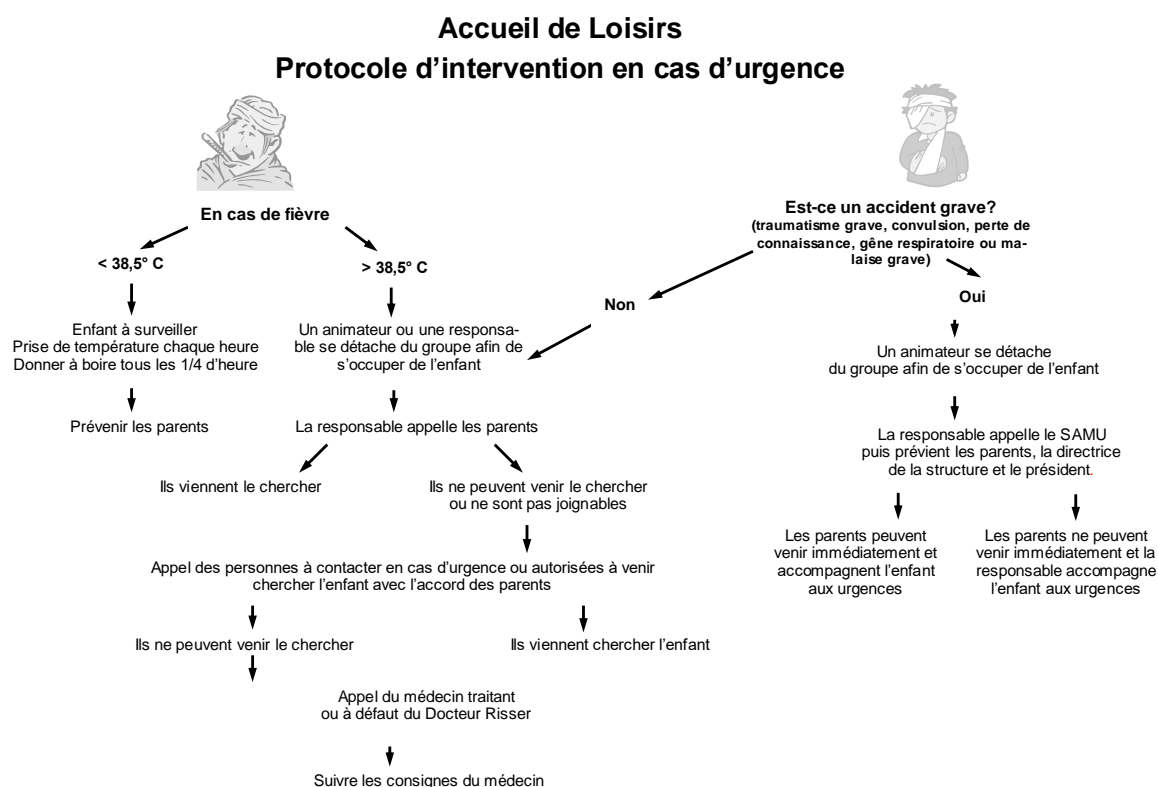 Accueil de Loisirs
Protocole d’intervention en cas d’urgence
En cas de fièvre
< 38,5° C
> 38,5° C
Enfant à surveiller
Prise de température chaque heure
Donner à boire tous les 1/4 d’heure
Prévenir les parents
Un animateur ou une responsa-
ble se détache du groupe afin de
s’occuper de l’enfant
La responsable appelle les parents
Ils viennent le chercher
Ils ne peuvent venir le chercher
ou ne sont pas joignables
Appel des personnes à contacter en cas d’urgence ou autorisées à venir
chercher l’enfant avec l’accord des parents
Ils ne peuvent venir le chercher
Ils viennent chercher l’enfant
Appel du médecin traitant
ou à défaut du Docteur Risser
Suivre les consignes du médecin
Est-ce un accident grave?
(traumatisme grave, convulsion, perte de
connaissance, gêne respiratoire ou ma-
laise grave)
Non
Oui
Un animateur se détache
du groupe afin de s’occuper de l’enfant
La responsable appelle le SAMU
puis prévient les parents, la directrice
de la structure et le président.
Les parents peuvent
venir immédiatement et
accompagnent l’enfant
aux urgences
Les parents ne peuvent
venir immédiatement et la
responsable accompagne
l’enfant aux urgences